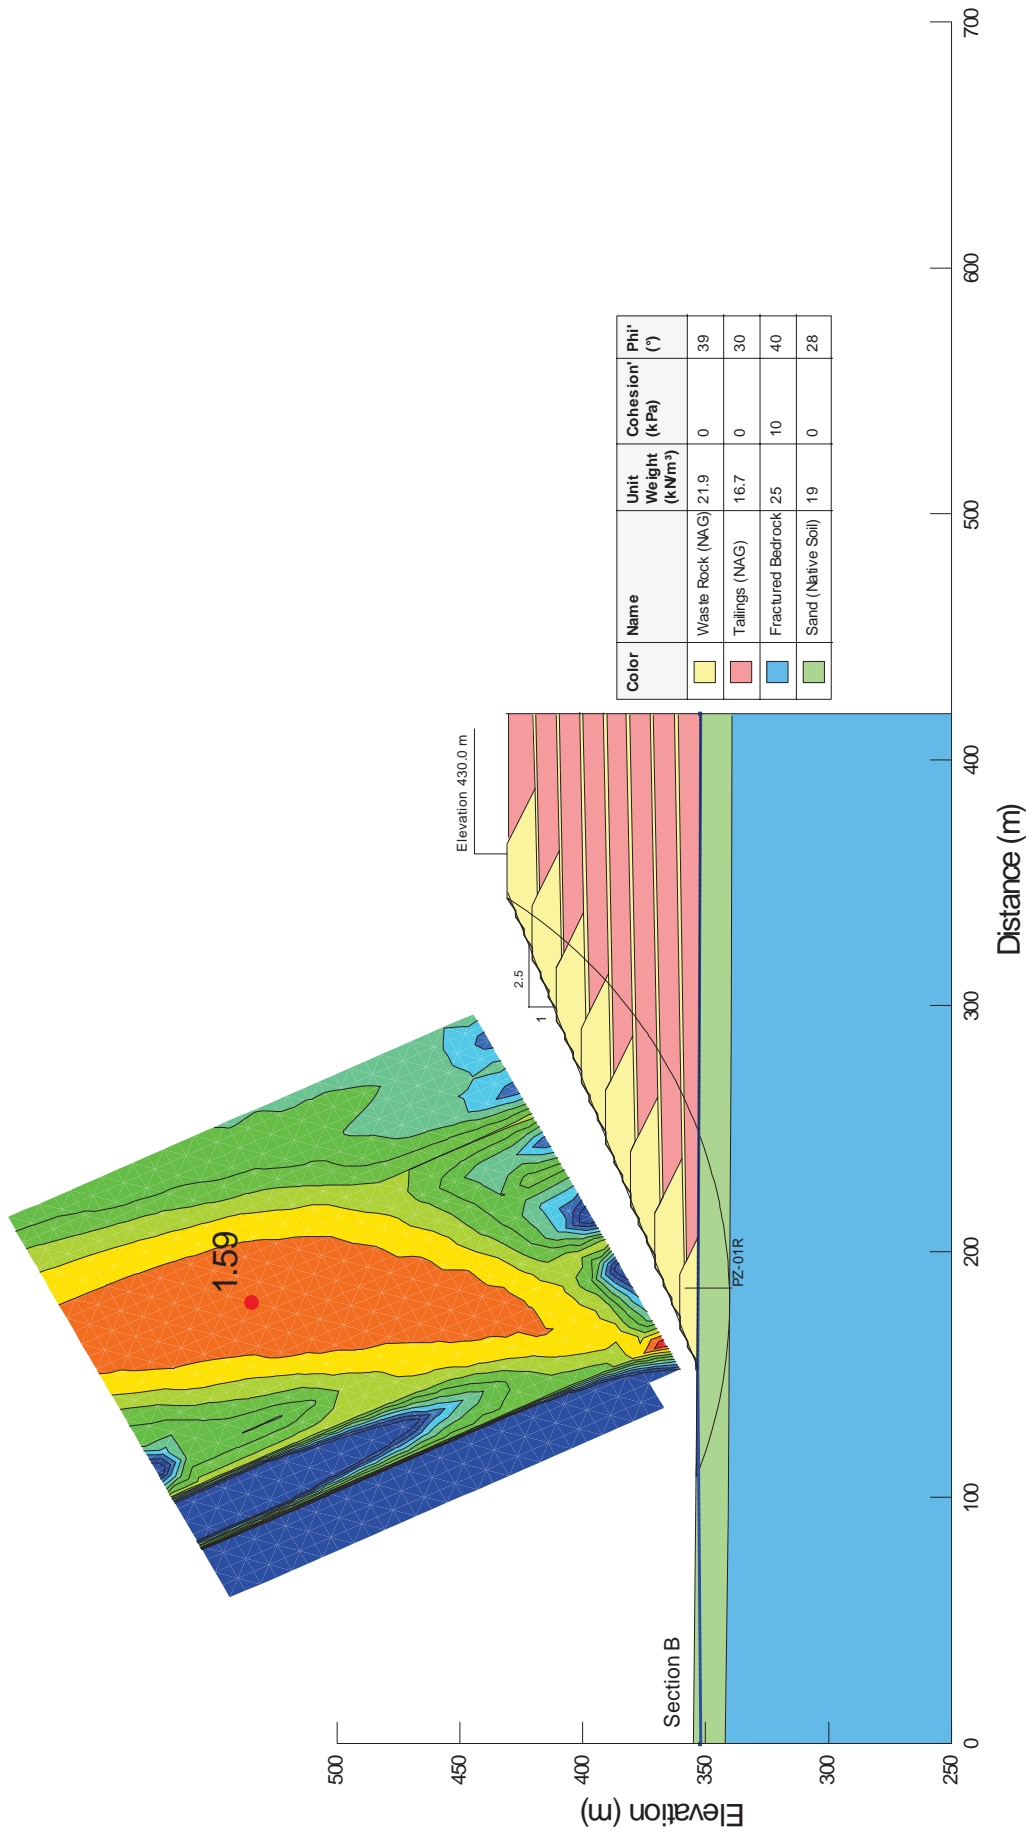 1.59
Elevation 430.0 m
2.5
1
Color Name Unit Weight (kN/m³) Cohesion' (kPa) Phi' (°)
Waste Rock (NAG) 21.9 0 39
Tailings (NAG) 16.7 0 30
Fractured Bedrock 25 10 40
Sand (Native Soil) 19 0 28
Section B
PZ-01R
Elevation (m)
500
450
400
350
300
250
0 100 200 300 400 500 600 700
Distance (m)